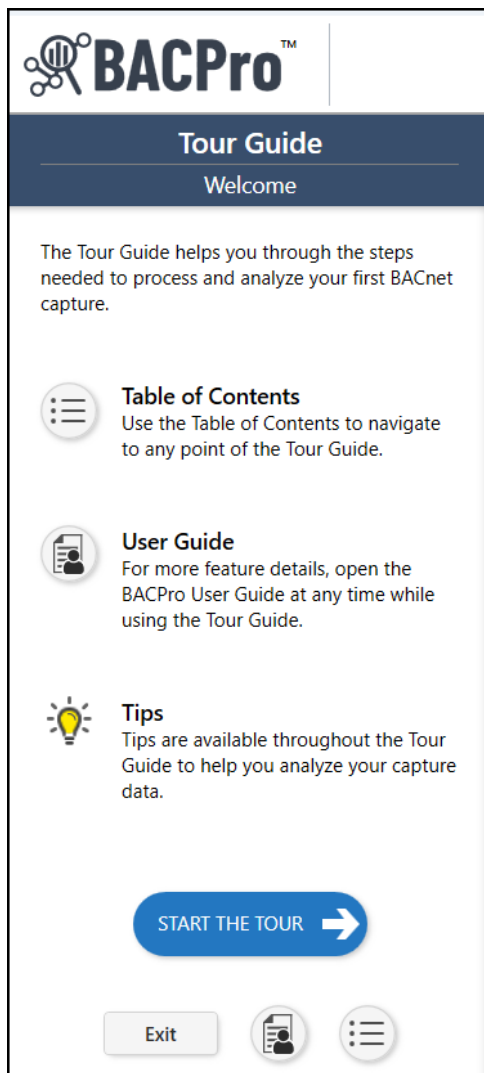 BACPro™
Tour Guide
Welcome
The Tour Guide helps you through the steps
needed to process and analyze your first BACnet
capture.
Table of Contents
Use the Table of Contents to navigate
to any point of the Tour Guide.
User Guide
For more feature details, open the
BACPro User Guide at any time while
using the Tour Guide.
Tips
Tips are available throughout the Tour
Guide to help you analyze your capture
data.
START THE TOUR
Exit